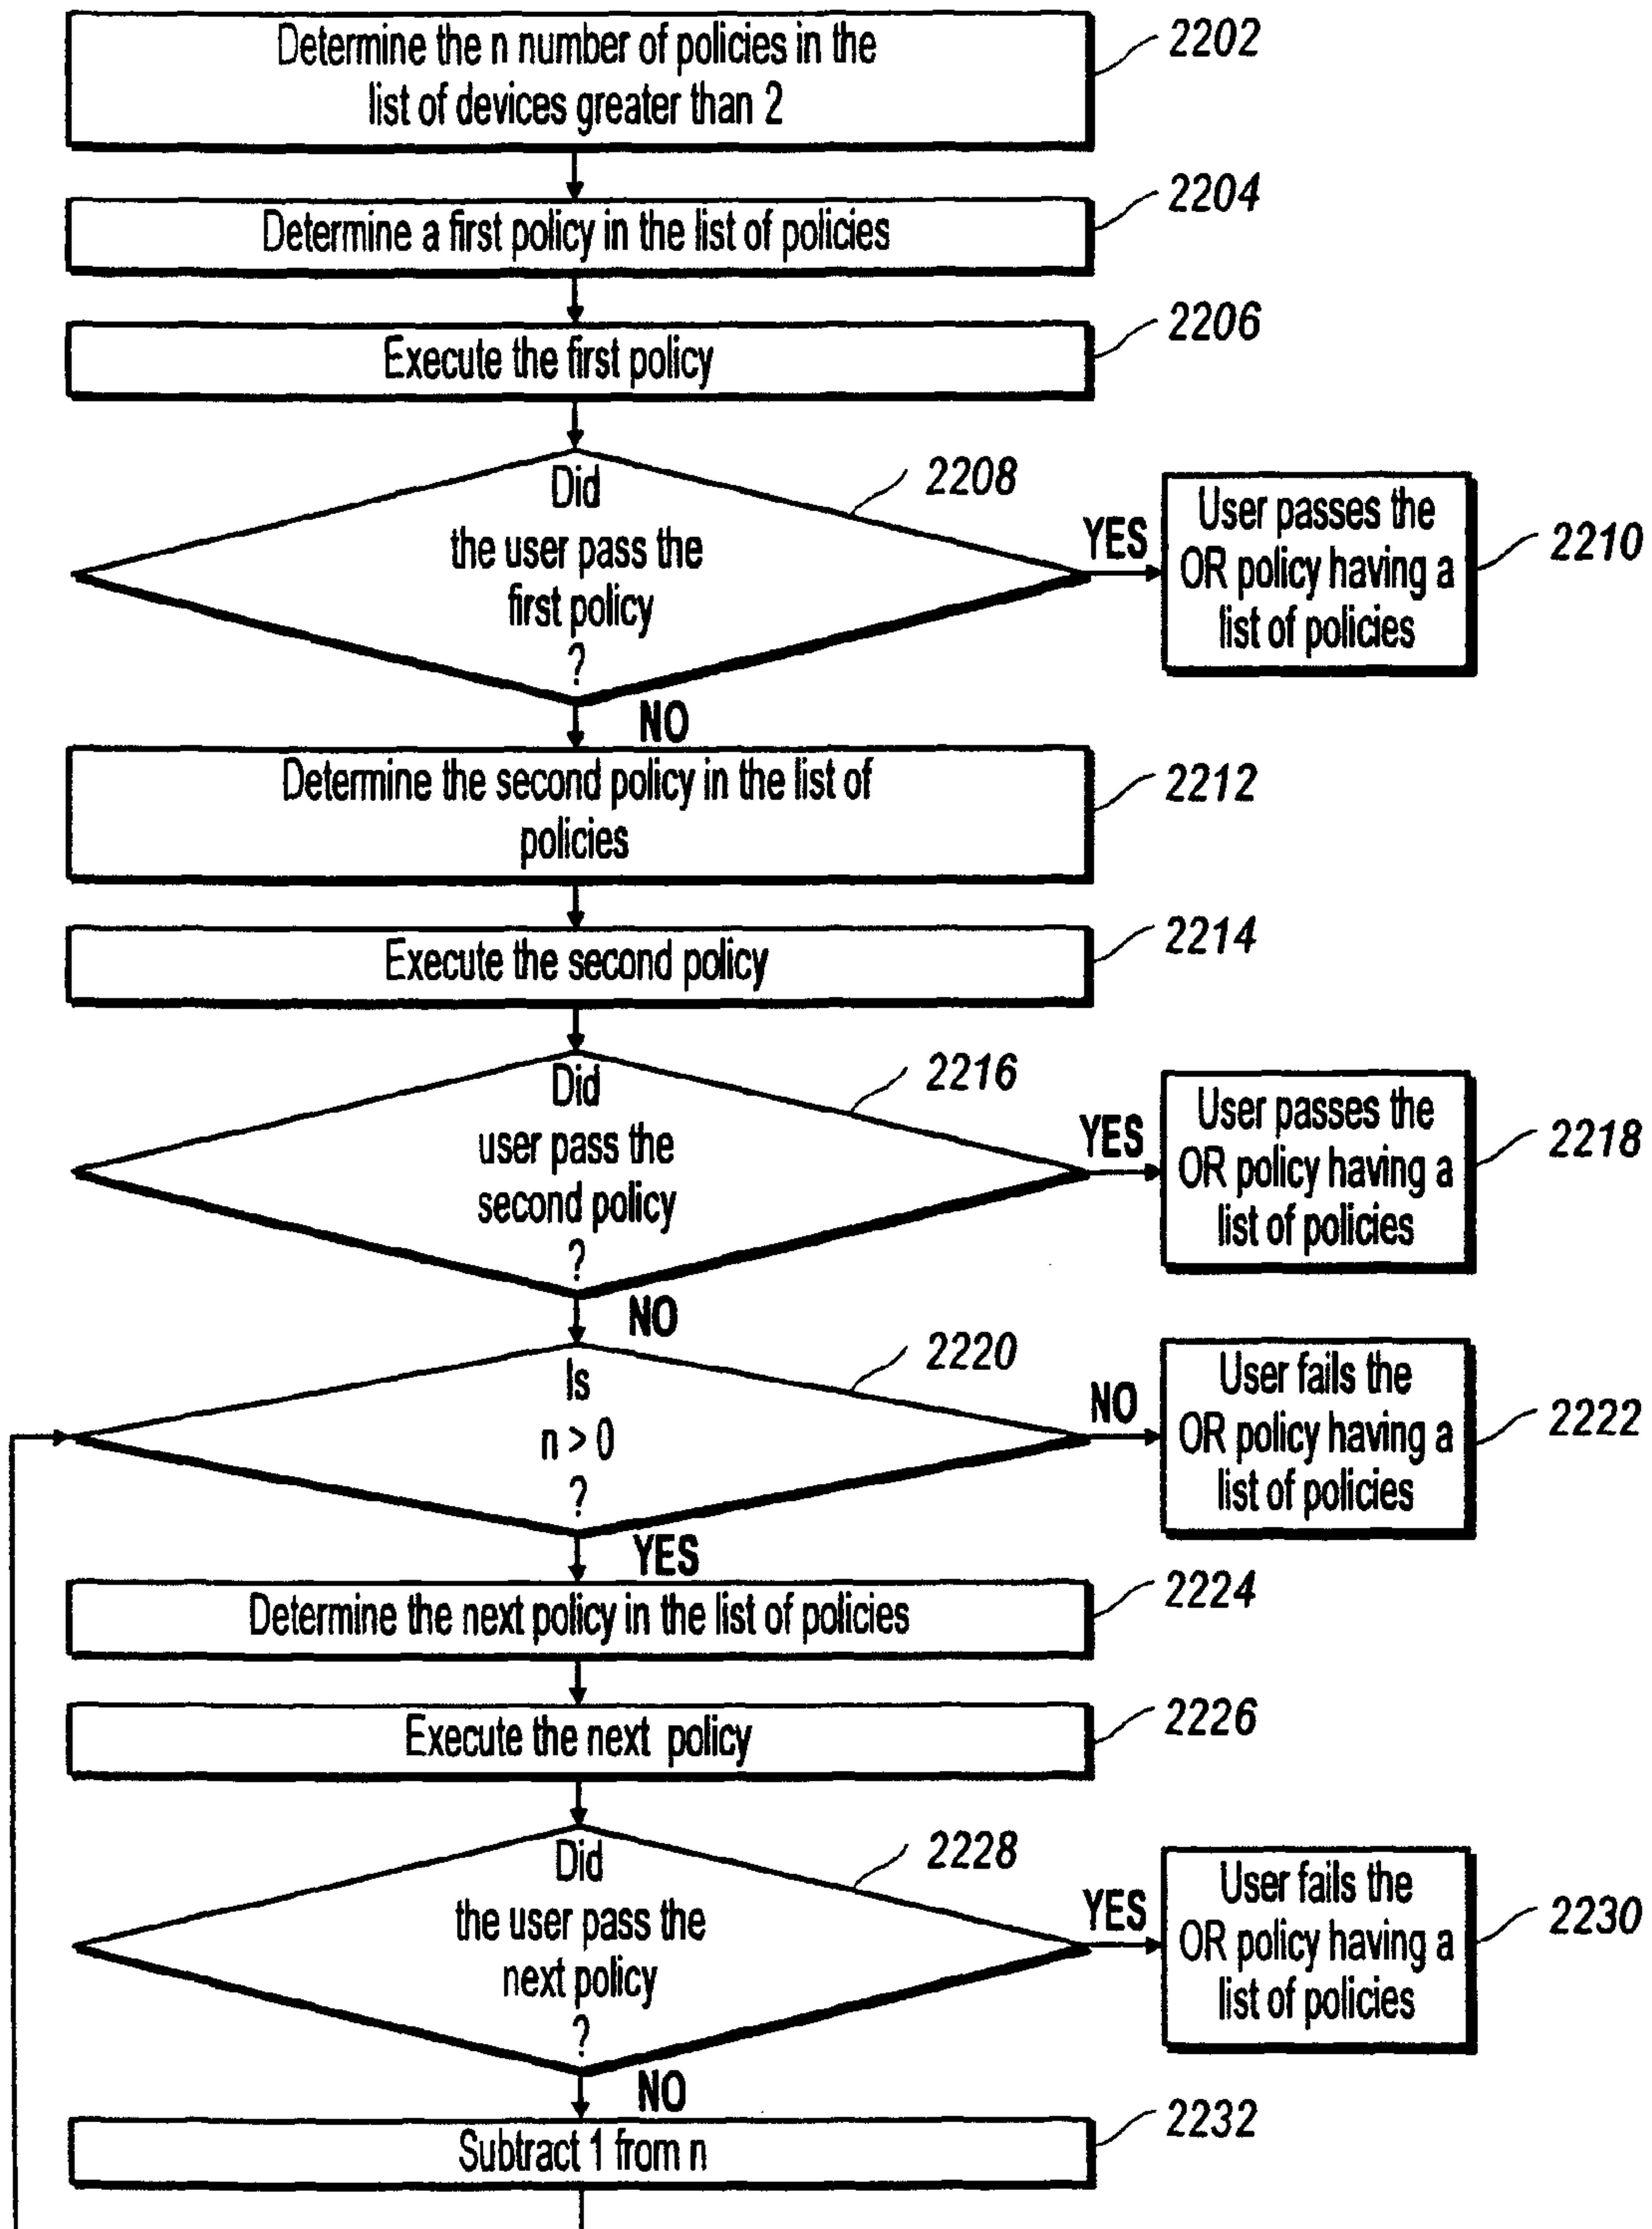 Determine the n number of policies in the
list of devices greater than 2
2202
Determine a first policy in the list of policies
2204
Execute the first policy
2206
Did
the user pass the
first policy
?
2208
YES
User passes the
OR policy having a
list of policies
2210
NO
Determine the second policy in the list of
policies
2212
Execute the second policy
2214
Did
user pass the
second policy
?
2216
YES
User passes the
OR policy having a
list of policies
2218
NO
Is
n > 0
?
2220
NO
User fails the
OR policy having a
list of policies
2222
YES
Determine the next policy in the list of policies
2224
Execute the next policy
2226
Did
the user pass the
next policy
?
2228
YES
User fails the
OR policy having a
list of policies
2230
NO
Subtract 1 from n
2232